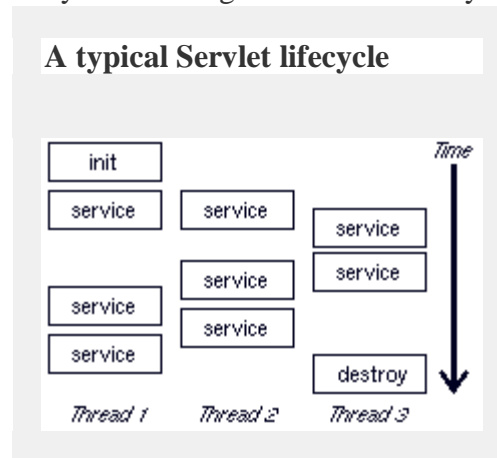 A typical Servlet lifecycle
Time
init
service service
service
service
service
service
service
service
destroy
Thread 1 Thread 2 Thread 3